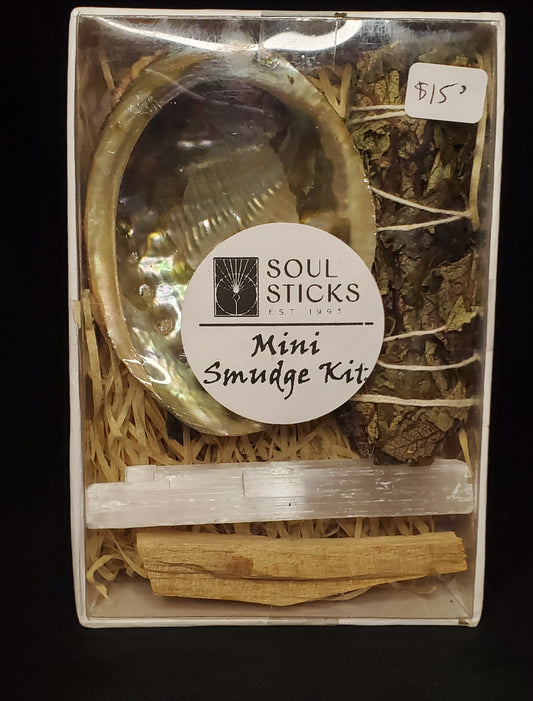 $15
SOUL
STICKS
EST 1993
Mini
Smudge Kit